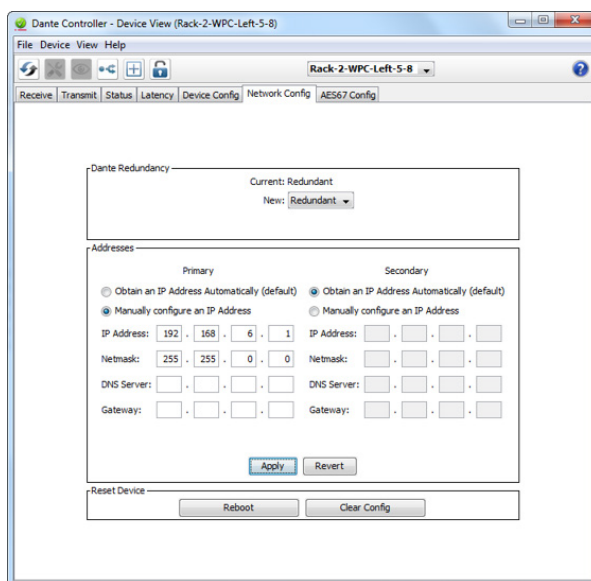 Dante Controller - Device View (Rack-2-WPC-Left-5-8)
File Device View Help
Rack-2-WPC-Left-5-8
?
Receive Transmit Status Latency Device Config Network Config AES67 Config
Dante Redundancy
Current: Redundant
New: Redundant
Addresses
Primary Secondary
Obtain an IP Address Automatically (default) Obtain an IP Address Automatically (default)
Manually configure an IP Address Manually configure an IP Address
IP Address: 192 . 168 . 6 . 1 IP Address: . . .
Netmask: 255 . 255 . 0 . 0 Netmask: . . .
DNS Server: . . . DNS Server: . . .
Gateway: . . . Gateway: . . .
Apply Revert
Reset Device
Reboot Clear Config